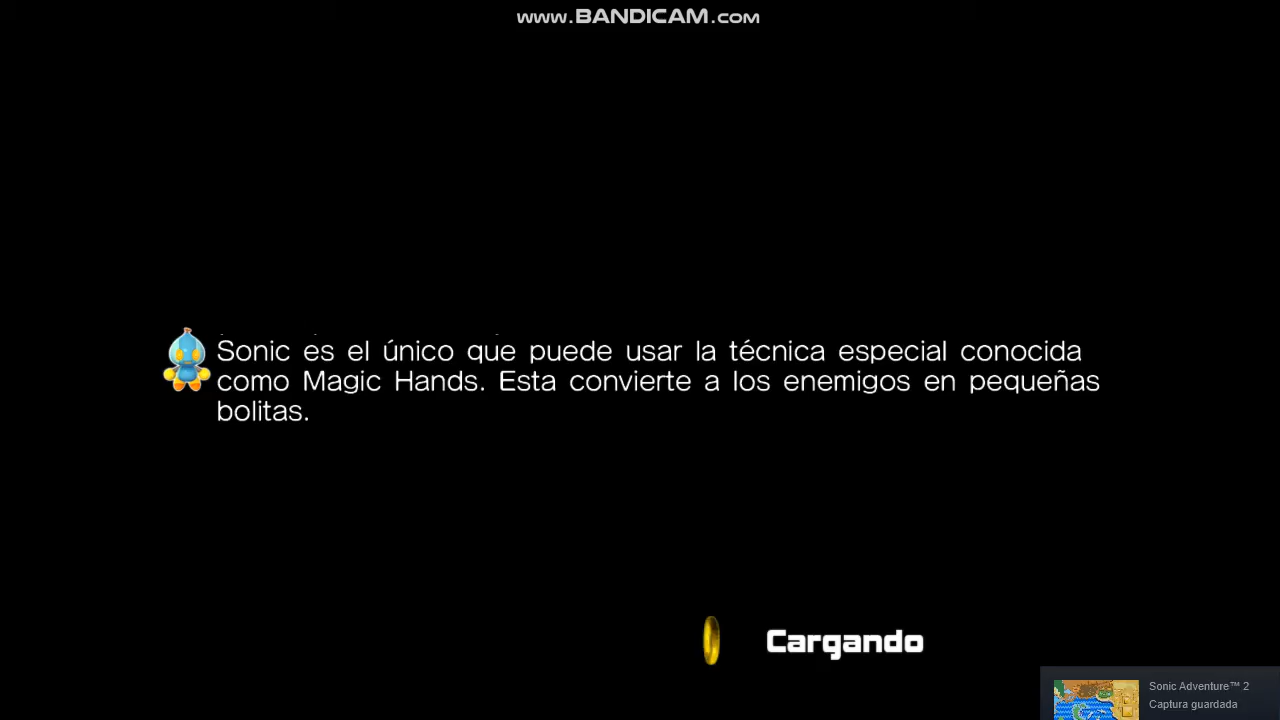 www.BANDICAM.com
Sonic es el único que puede usar la técnica especial conocida
como Magic Hands. Esta convierte a los enemigos en pequeñas
bolitas.
Cargando
Sonic Adventure™ 2
Captura guardada